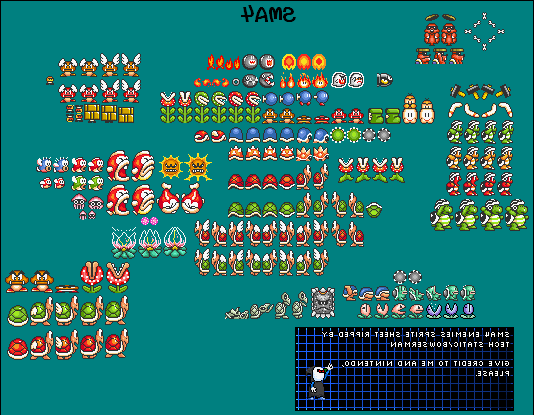 SMA4
SMA4 ENEMIES SPRITE SHEET RIPPED BY
TECH:STATIC/BOWSERMAN
GIVE CREDIT TO ME AND NINTENDO,
PLEASE.